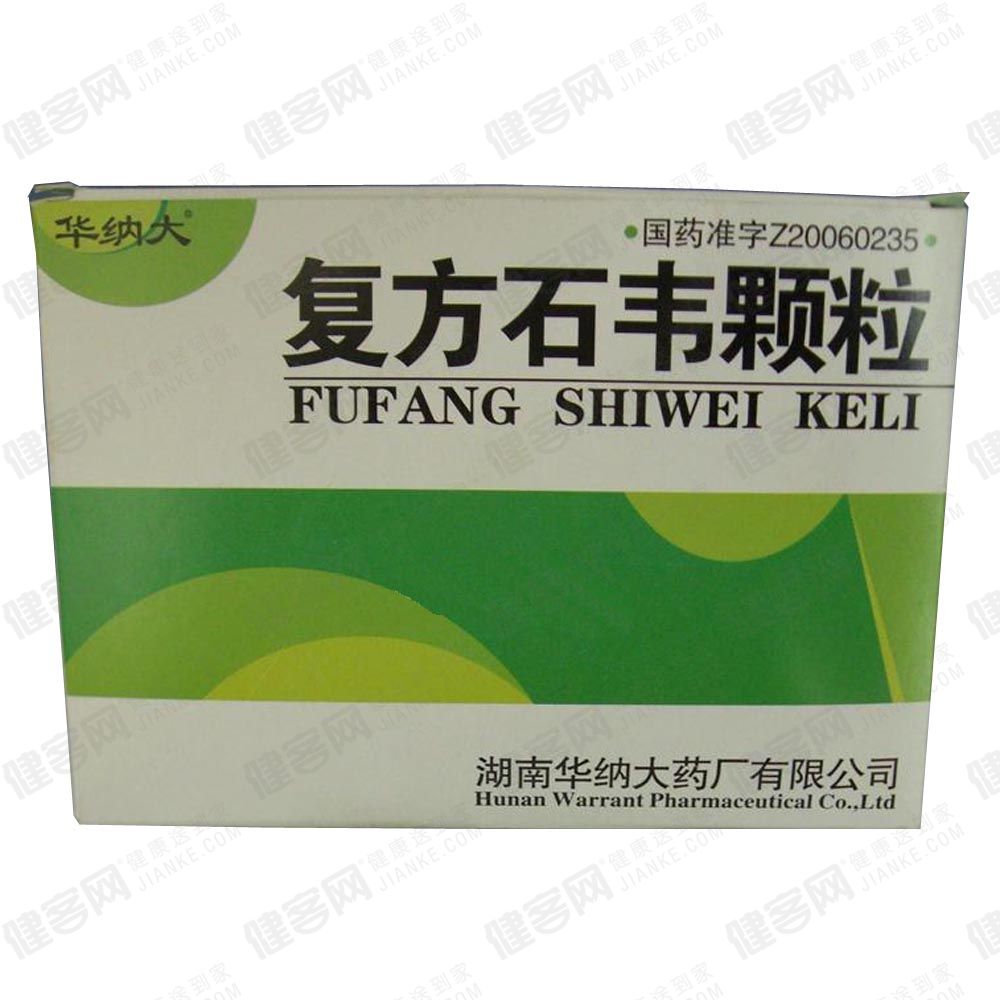 华纳大®
•国药准字Z20060235•
复方石韦颗粒
FUFANG SHIWEI KELI
湖南华纳大药厂有限公司
Hunan Warrant Pharmaceutical Co.,Ltd
健客网® 健康送到家
JIANKE.COM